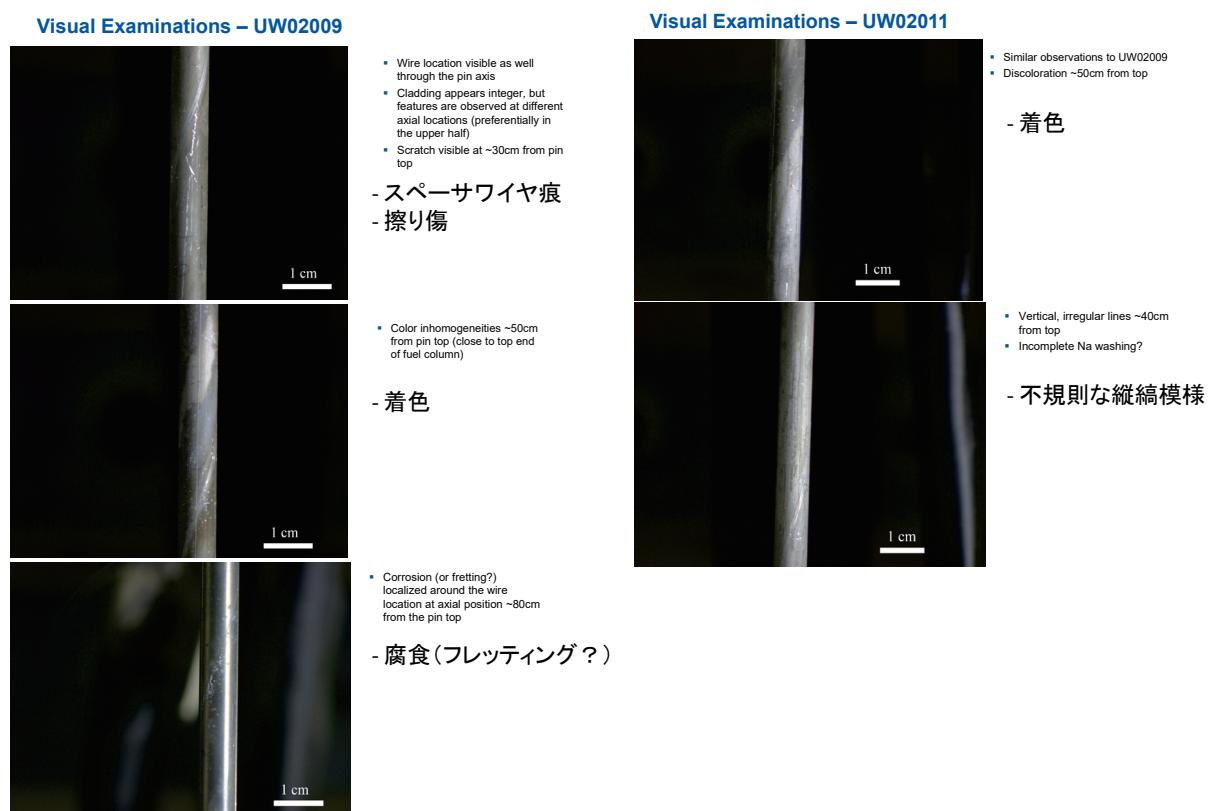 Visual Examinations – UW02009
1 cm
▪ Wire location visible as well
through the pin axis
▪ Cladding appears integer, but
features are observed at different
axial locations (preferentially in
the upper half)
▪ Scratch visible at ~30cm from pin
top
- スペーサワイヤ痕
- 擦り傷
1 cm
▪ Color inhomogeneities ~50cm
from pin top (close to top end
of fuel column)
- 着色
1 cm
▪ Corrosion (or fretting?)
localized around the wire
location at axial position ~80cm
from the pin top
- 腐食（フレッティング？）
Visual Examinations – UW02011
1 cm
▪ Similar observations to UW02009
▪ Discoloration ~50cm from top
- 着色
1 cm
▪ Vertical, irregular lines ~40cm
from top
▪ Incomplete Na washing?
- 不規則な縦縞模様